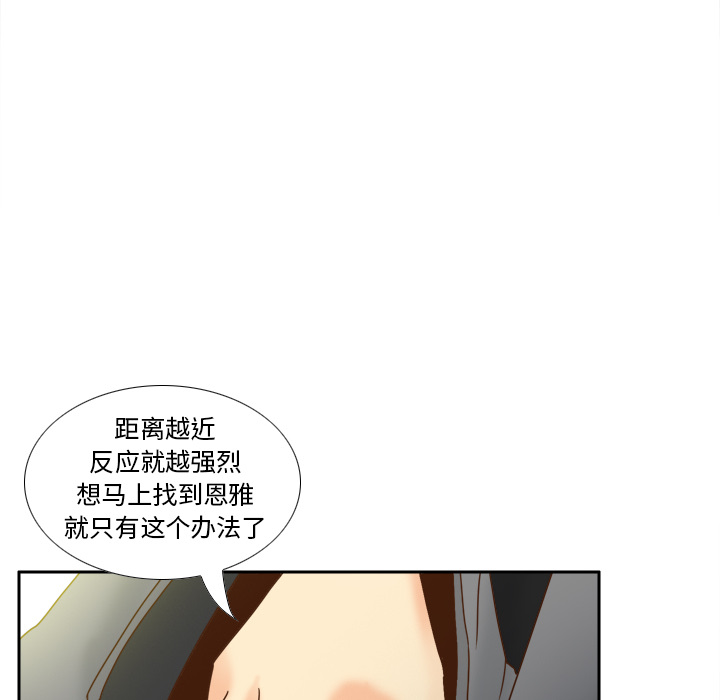 距离越近
反应就越强烈
想马上找到恩雅
就只有这个办法了